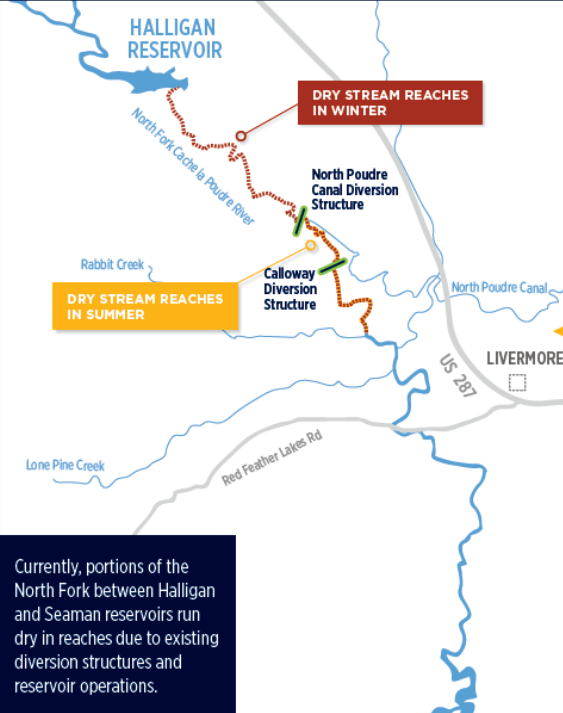 HALLIGAN
RESERVOIR
DRY STREAM REACHES
IN WINTER
North Fork Cache la Poudre River
North Poudre
Canal Diversion
Structure
Rabbit Creek
Calloway
Diversion
Structure
DRY STREAM REACHES
IN SUMMER
North Poudre Canal
US 287
LIVERMORE
Red Feather Lakes Rd
Lone Pine Creek
Currently, portions of the
North Fork between Halligan
and Seaman reservoirs run
dry in reaches due to existing
diversion structures and
reservoir operations.